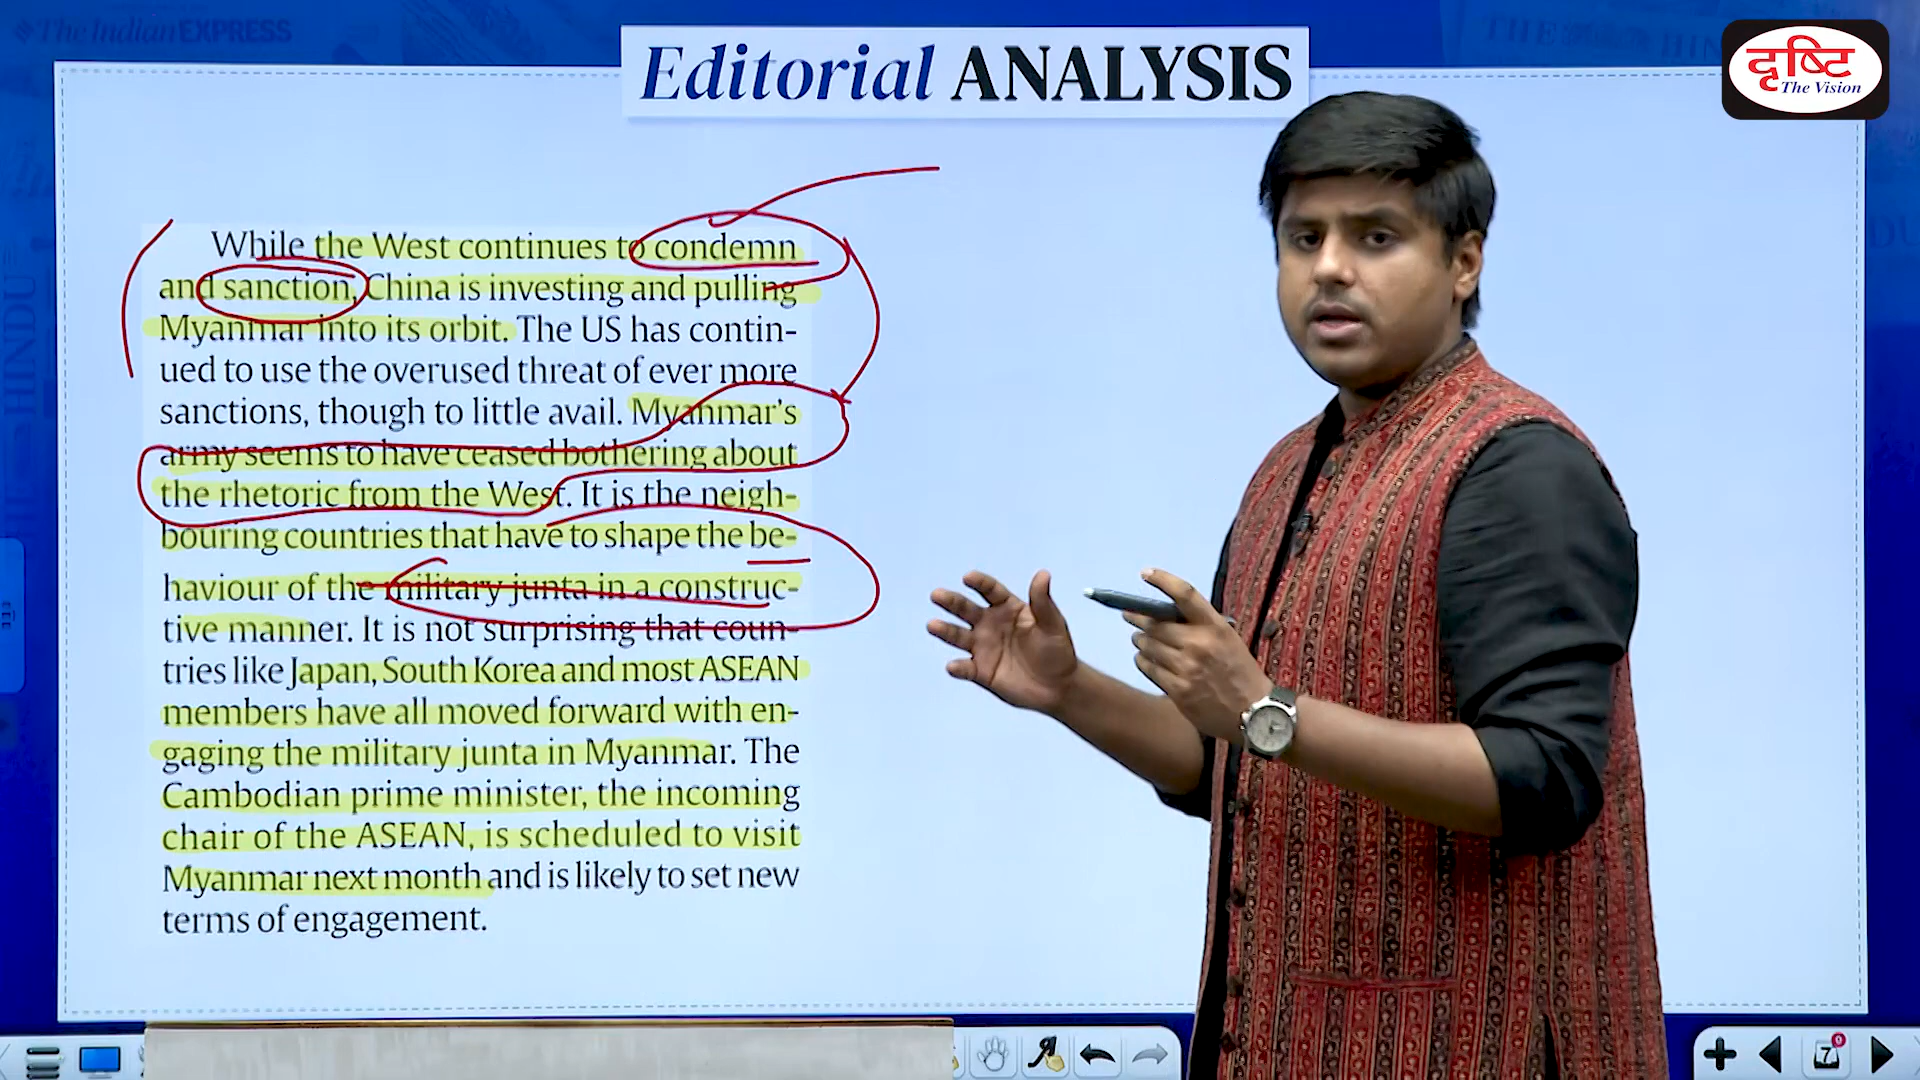 The Indian EXPRESS
Editorial ANALYSIS
दृष्टि
The Vision
While the West continues to condemn
and sanction, China is investing and pulling
Myanmar into its orbit. The US has contin-
ued to use the overused threat of ever more
sanctions, though to little avail. Myanmar's
army seems to have ceased bothering about
the rhetoric from the West. It is the neigh-
bouring countries that have to shape the be-
haviour of the military junta in a construc-
tive manner. It is not surprising that coun-
tries like Japan, South Korea and most ASEAN
members have all moved forward with en-
gaging the military junta in Myanmar. The
Cambodian prime minister, the incoming
chair of the ASEAN, is scheduled to visit
Myanmar next month and is likely to set new
terms of engagement.
7